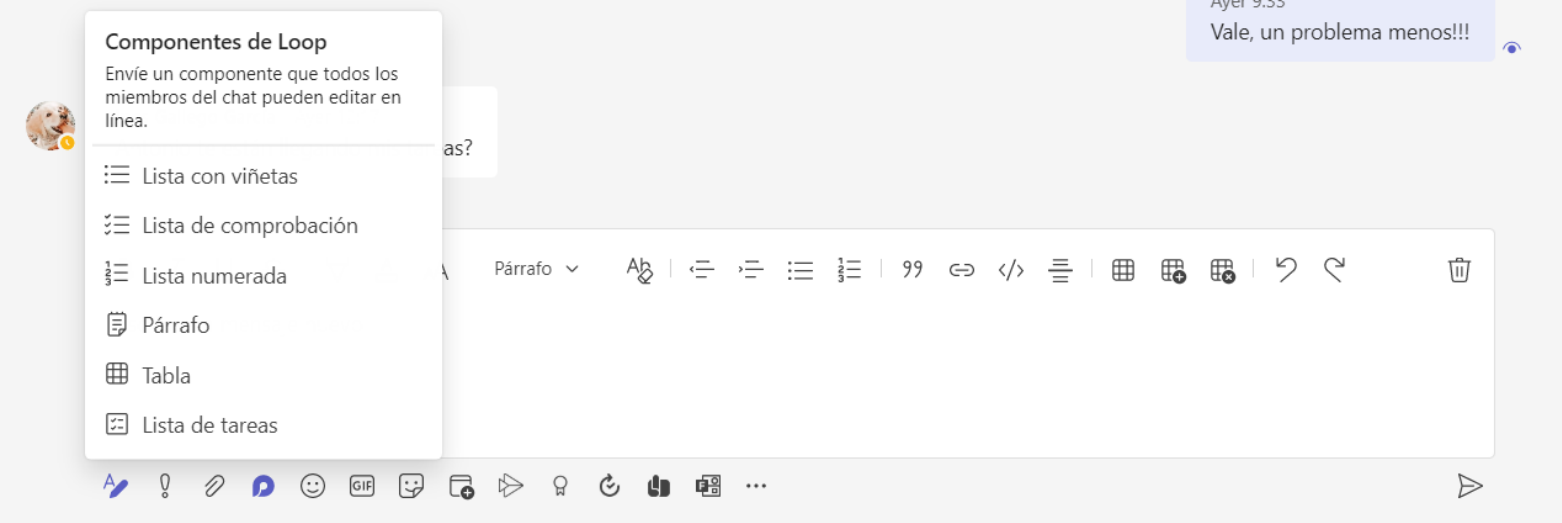 Ayer 9:33
Vale, un problema menos!!!
Componentes de Loop
Envíe un componente que todos los
miembros del chat pueden editar en
línea.
as?
Lista con viñetas
Lista de comprobación
Lista numerada
Párrafo
Tabla
Lista de tareas
Párrafo
GIF